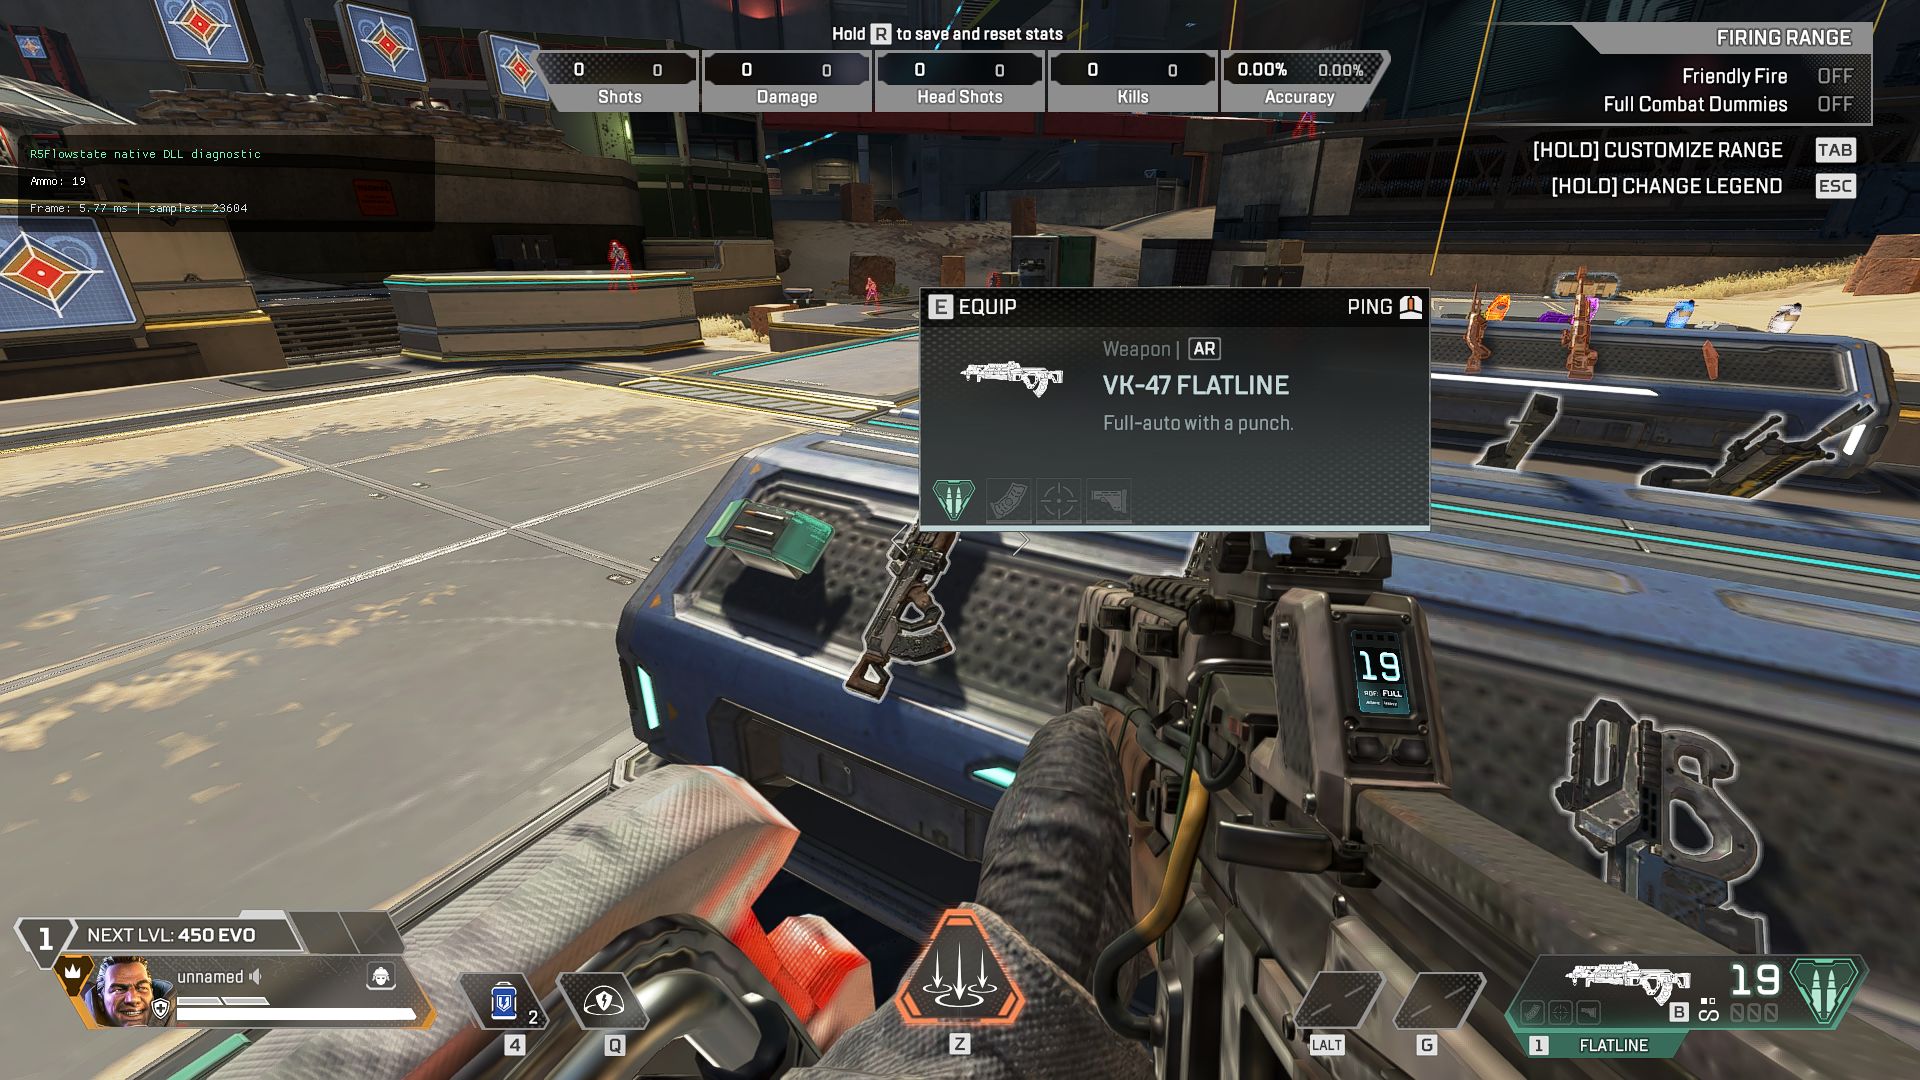 Hold R to save and reset stats
0 0 0 0 0 0 0 0 0.00% 0.00%
Shots Damage Head Shots Kills Accuracy
FIRING RANGE
Friendly Fire OFF
Full Combat Dummies OFF
[HOLD] CUSTOMIZE RANGE TAB
[HOLD] CHANGE LEGEND ESC
R5Flowstate native DLL diagnostic
Ammo: 19
Frame: 5.77 ms | samples: 23604
E EQUIP PING
Weapon | AR
VK-47 FLATLINE
Full-auto with a punch.
19
ROF: FULL
1 NEXT LVL: 450 EVO
unnamed
2
4 Q Z LALT G
19
B
000
1 FLATLINE